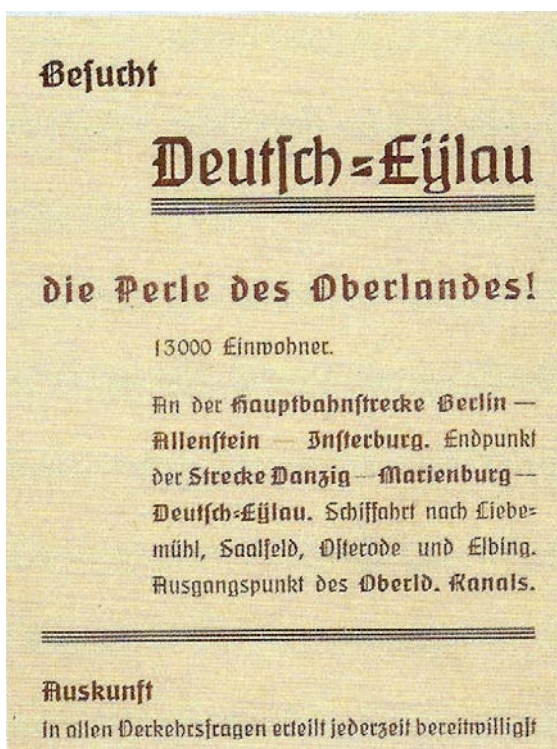 Besucht
Deutsch=Eÿlau
die Perle des Oberlandes!
13000 Einwohner.
An der Hauptbahnstrecke Berlin —
Allenstein — Insterburg. Endpunkt
der Strecke Danzig — Marienburg —
Deutsch=Eÿlau. Schiffahrt nach Liebe=
mühl, Saalfeld, Osterode und Elbing.
Ausgangspunkt des Oberld. Kanals.
Auskunft
in allen Verkehrsfragen erteilt jederzeit bereitwilligst